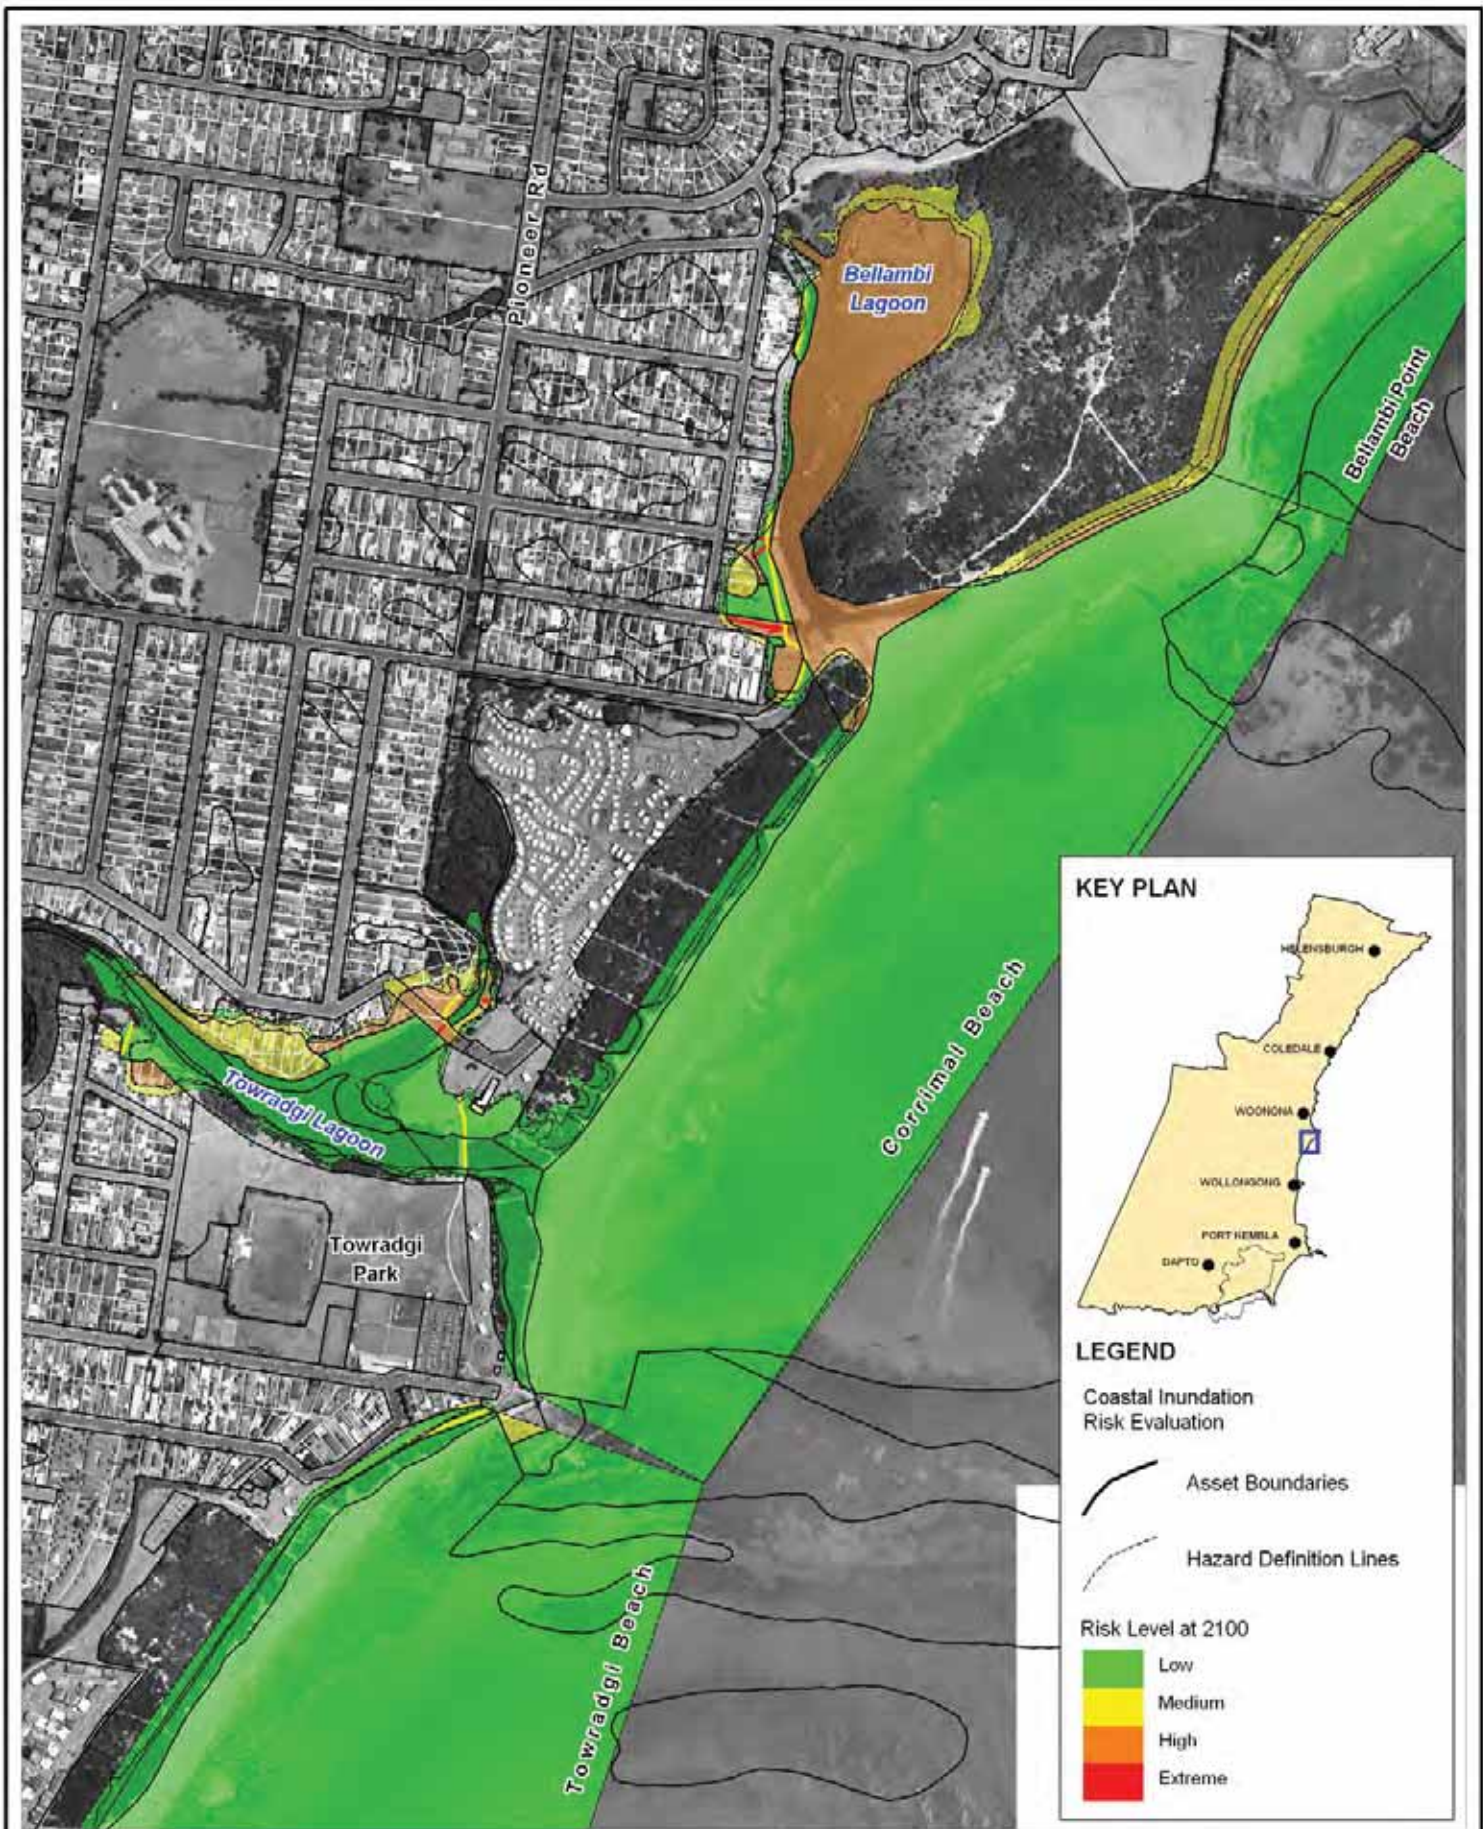 Pioneer Rd
Bellambi
Lagoon
Bellambi Point
Beach
Corrimal Beach
Towradgi Lagoon
Towradgi
Park
Towradgi Beach
KEY PLAN
HELENSBURGH
COLEDALE
WOONONA
WOLLONGONG
PORT KEMBLA
DAPTO
LEGEND
Coastal Inundation
Risk Evaluation
Asset Boundaries
Hazard Definition Lines
Risk Level at 2100
Low
Medium
High
Extreme